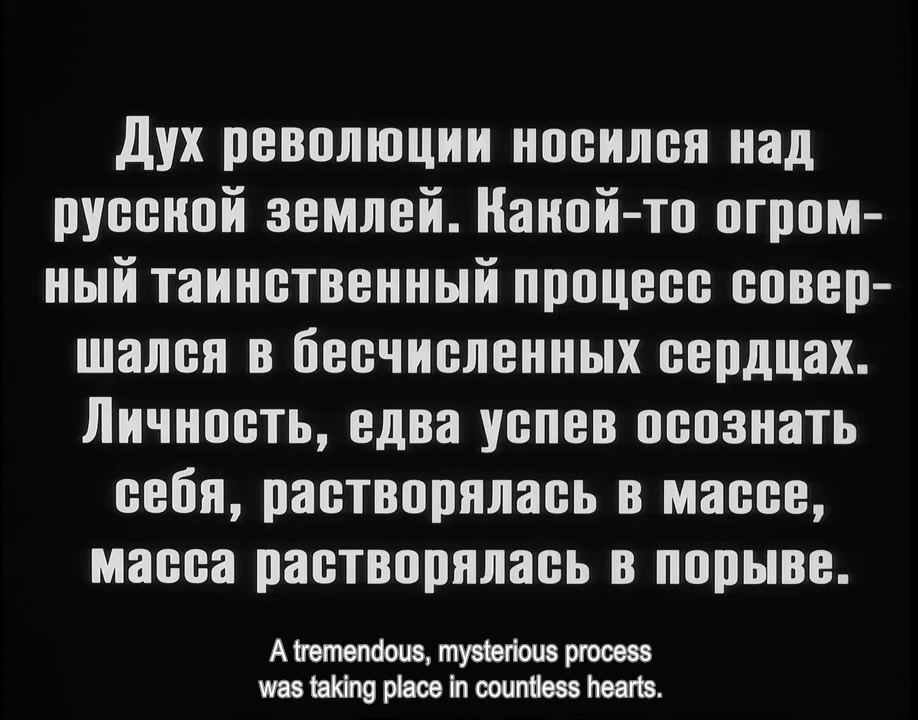 Дух революции носился над
русской землей. Какой-то огром-
ный таинственный процесс совер-
шался в бесчисленных сердцах.
Личность, едва успев осознать
себя, растворялась в массе,
масса растворялась в порыве.
A tremendous, mysterious process
was taking place in countless hearts.